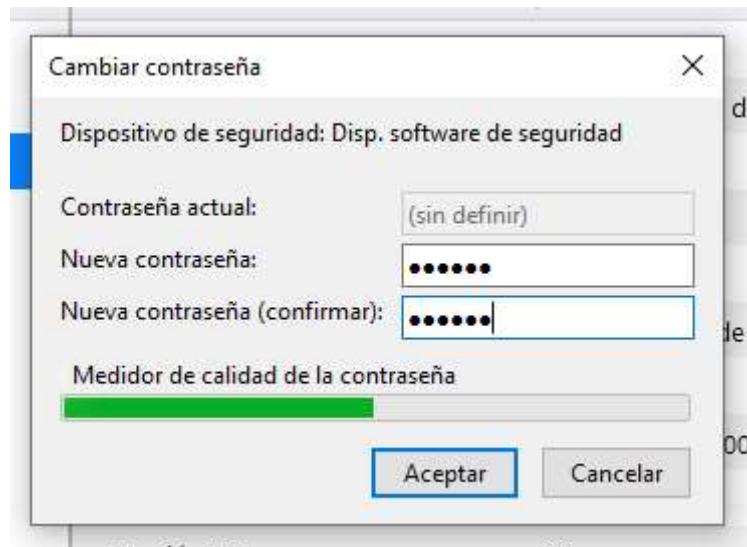 Cambiar contraseña
Dispositivo de seguridad: Disp. software de seguridad
Contraseña actual: (sin definir)
Nueva contraseña: ••••••
Nueva contraseña (confirmar): ••••••
Medidor de calidad de la contraseña
Aceptar Cancelar